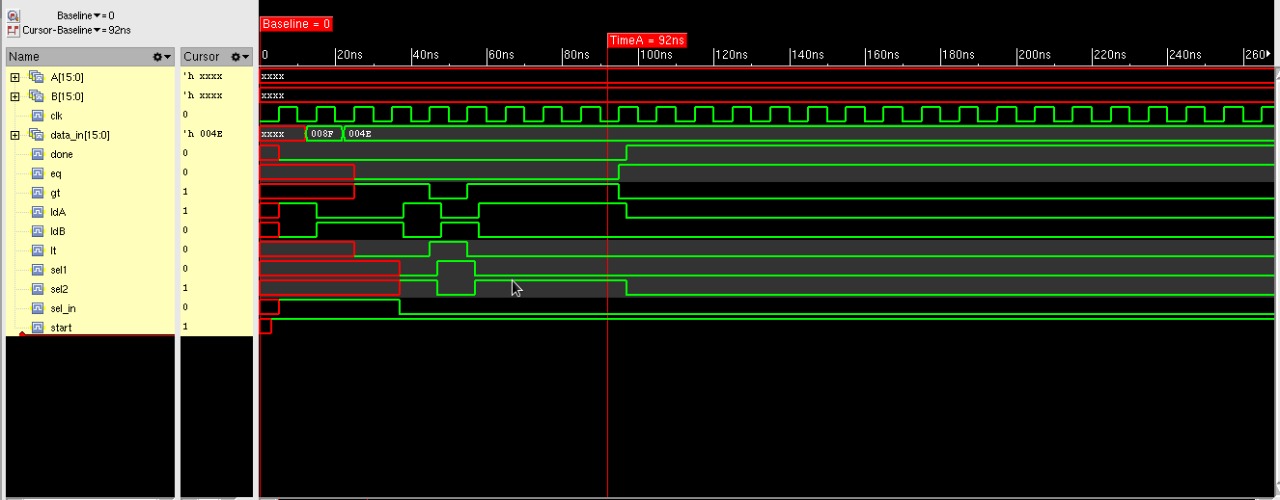 Baseline▼= 0
Cursor-Baseline▼= 92ns
Baseline = 0
TimeA = 92ns
Name Cursor 0 20ns 40ns 60ns 80ns 100ns 120ns 140ns 160ns 180ns 200ns 220ns 240ns 260
A[15:0] 'h xxxx xxxx
B[15:0] 'h xxxx xxxx
clk 0
data_in[15:0] 'h 004E xxxx 008F 004E
done 0
eq 0
gt 1
ldA 1
ldB 0
lt 0
sel1 0
sel2 1
sel_in 0
start 1